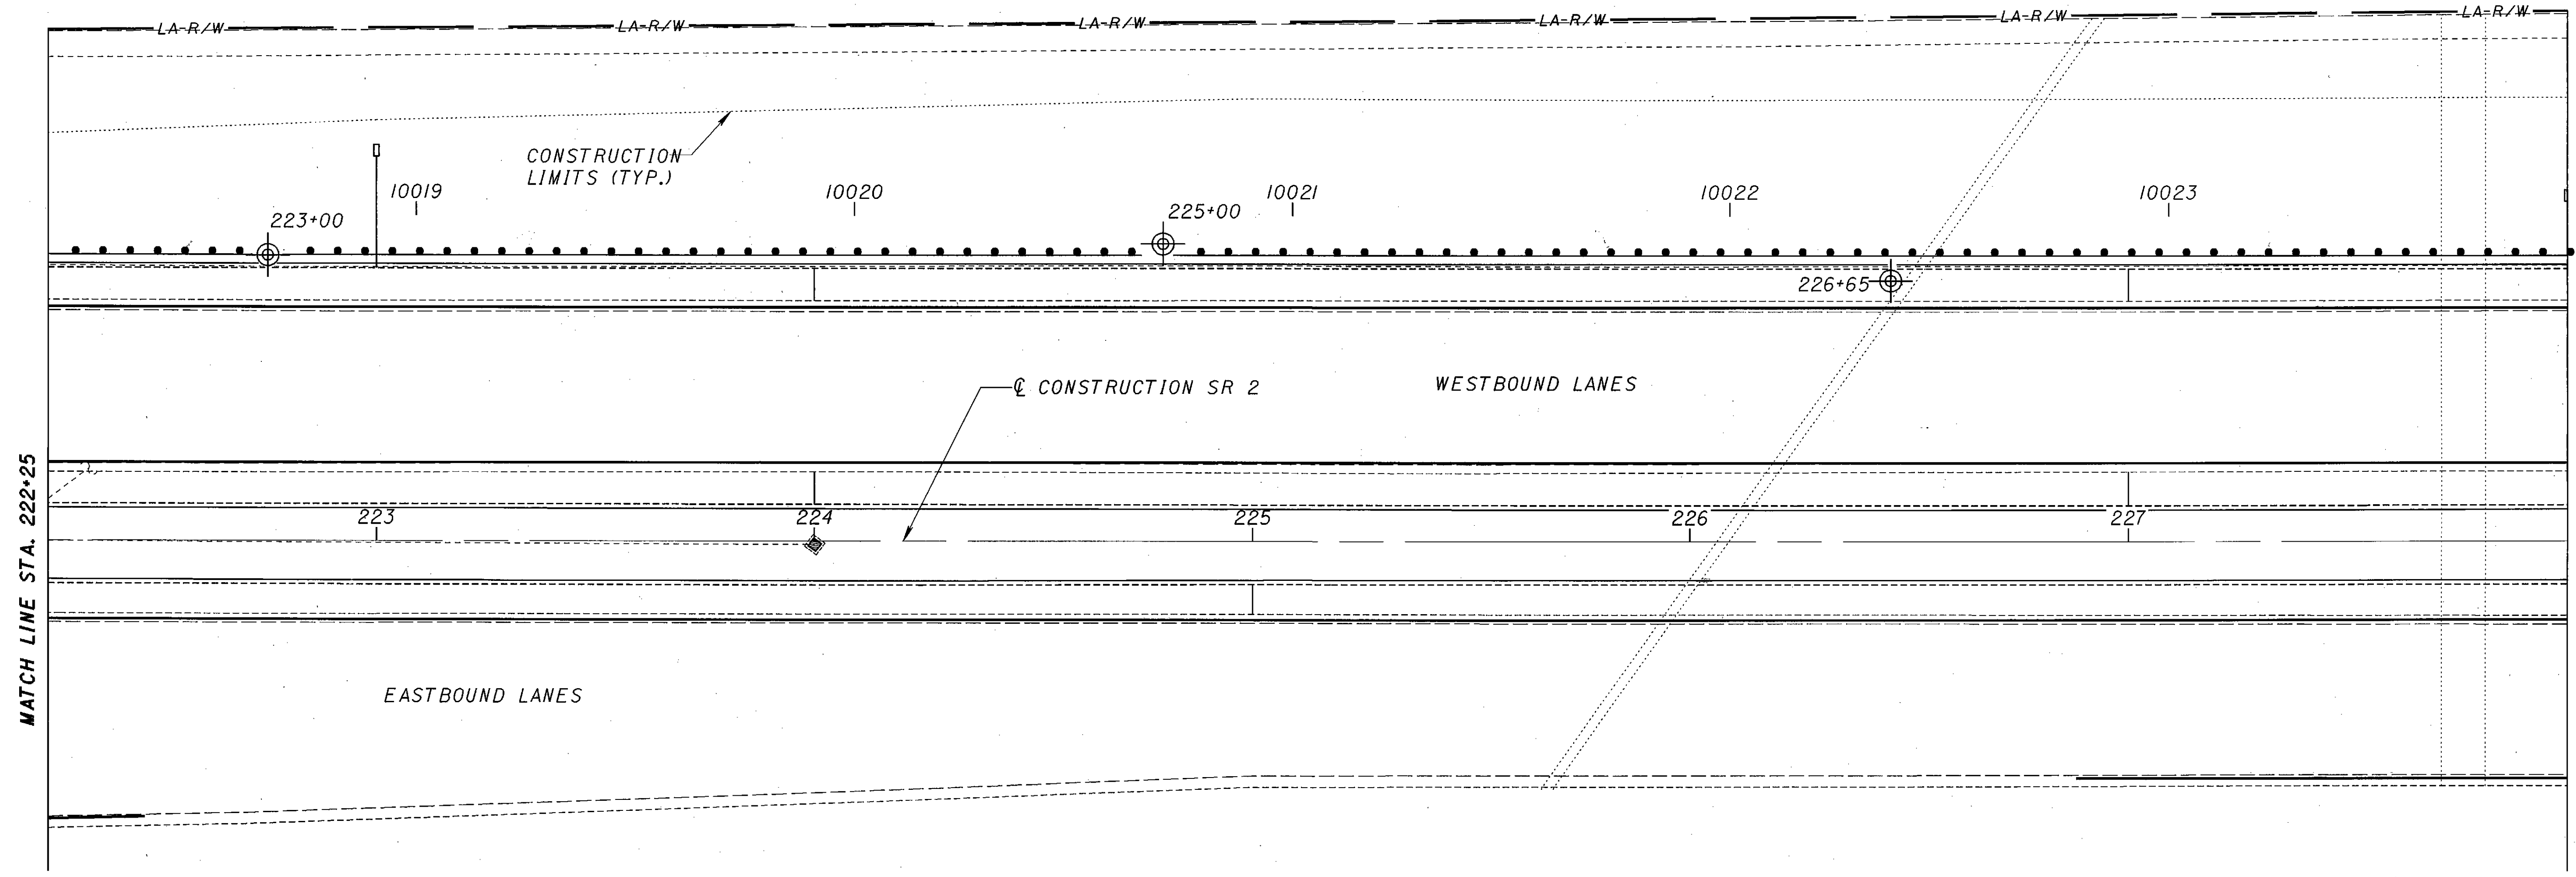 LA-R/W LA-R/W LA-R/W LA-R/W LA-R/W LA-R/W
CONSTRUCTION
LIMITS (TYP.)
10019 10020 10021 10022 10023
223+00 225+00
226+65
℄ CONSTRUCTION SR 2
WESTBOUND LANES
MATCH LINE STA. 222+25
223 224 225 226 227
EASTBOUND LANES